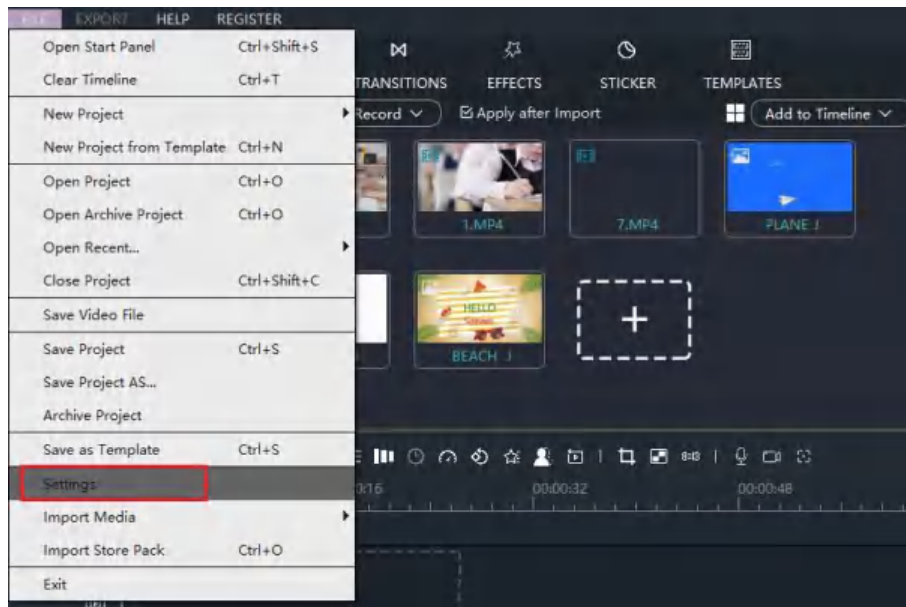 FILE EXPORT HELP REGISTER
Open Start Panel Ctrl+Shift+S
Clear Timeline Ctrl+T
New Project
New Project from Template Ctrl+N
Open Project Ctrl+O
Open Archive Project Ctrl+O
Open Recent...
Close Project Ctrl+Shift+C
Save Video File
Save Project Ctrl+S
Save Project AS...
Archive Project
Save as Template Ctrl+S
Settings
Import Media
Import Store Pack Ctrl+O
Exit
TRANSITIONS EFFECTS STICKER TEMPLATES
Record Apply after Import Add to Timeline
1.MP4 7.MP4 PLANE J
HELLO
BEACH J
0:16 00:00:32 00:00:48